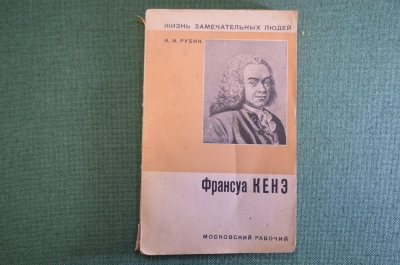 ЖИЗНЬ ЗАМЕЧАТЕЛЬНЫХ ЛЮДЕЙ
И. И. РУБИН
Франсуа КЕНЭ
МОСКОВСКИЙ РАБОЧИЙ